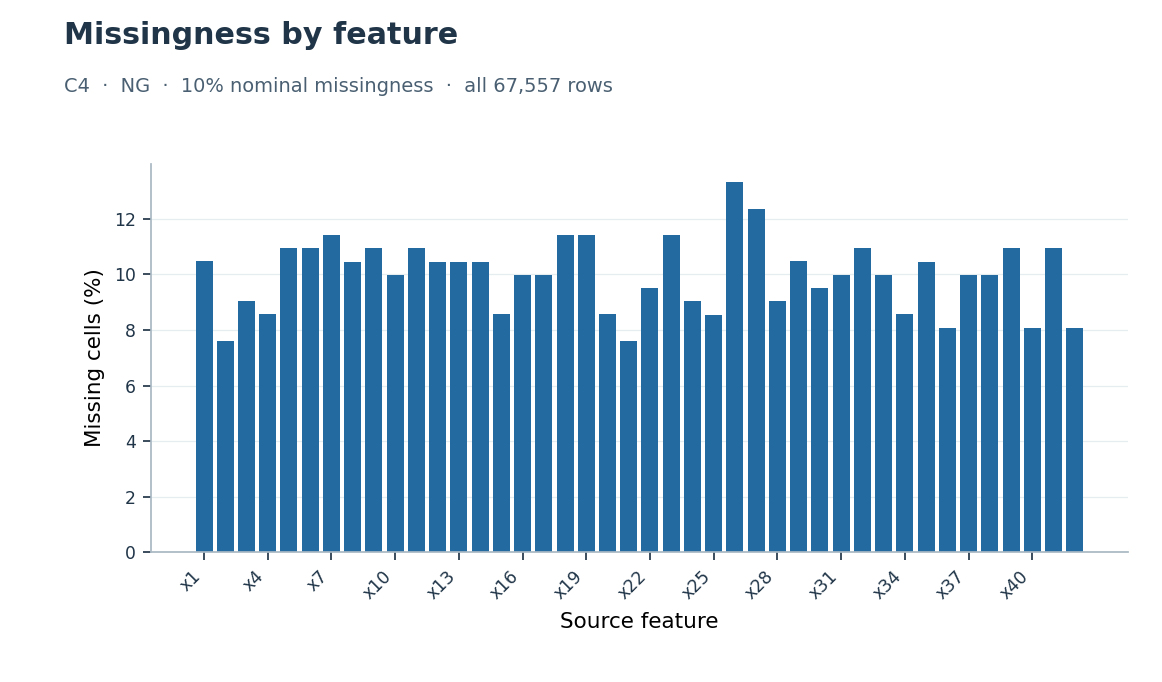 Missingness by feature
C4 · NG · 10% nominal missingness · all 67,557 rows
Missing cells (%)
12
10
8
6
4
2
0
x1 x4 x7 x10 x13 x16 x19 x22 x25 x28 x31 x34 x37 x40
Source feature